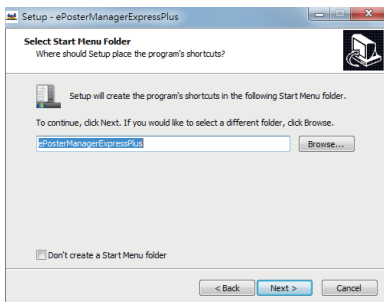 Setup - ePosterManagerExpressPlus
Select Start Menu Folder
Where should Setup place the program's shortcuts?
Setup will create the program's shortcuts in the following Start Menu folder.
To continue, click Next. If you would like to select a different folder, click Browse.
ePosterManagerExpressPlus
Browse...
Don't create a Start Menu folder
< Back
Next >
Cancel